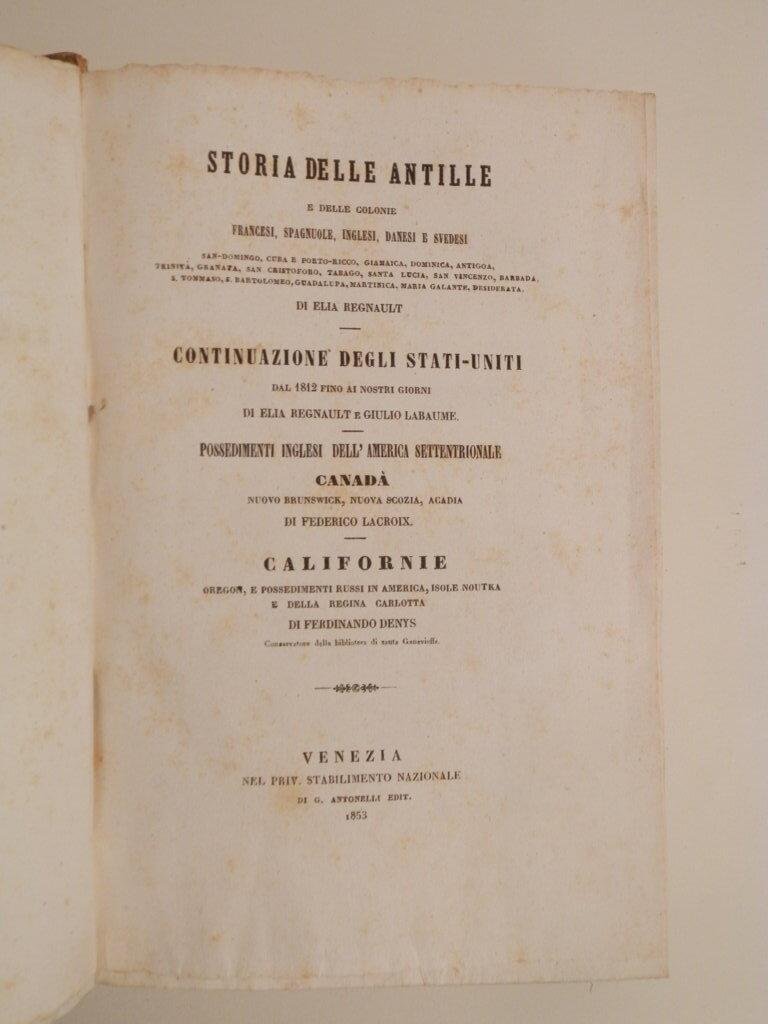 STORIA DELLE ANTILLE
E DELLE COLONIE
FRANCESI, SPAGNUOLE, INGLESI, DANESI E SVEDESI
SAN-DOMINGO, CUBA E PORTO-RICCO, GIAMAICA, DOMINICA, ANTIGOA,
TRINITÀ, GRANATA, SAN CRISTOFORO, TABAGO, SANTA LUCIA, SAN VINCENZO, BARBADA,
S. TOMMASO, S. BARTOLOMEO, GUADALUPA, MARTINICA, MARIA GALANTE, DESIDERATA.
DI ELIA REGNAULT
CONTINUAZIONE DEGLI STATI-UNITI
DAL 1812 FINO AI NOSTRI GIORNI
DI ELIA REGNAULT E GIULIO LABAUME.
POSSEDIMENTI INGLESI DELL' AMERICA SETTENTRIONALE
CANADÀ
NUOVO BRUNSWICK, NUOVA SCOZIA, ACADIA
DI FEDERICO LACROIX.
CALIFORNIE
OREGON, E POSSEDIMENTI RUSSI IN AMERICA, ISOLE NOUTKA
E DELLA REGINA CARLOTTA
DI FERDINANDO DENYS
Conservatore della biblioteca di santa Genevieffa.
VENEZIA
NEL PRIV. STABILIMENTO NAZIONALE
DI G. ANTONELLI EDIT.
1853